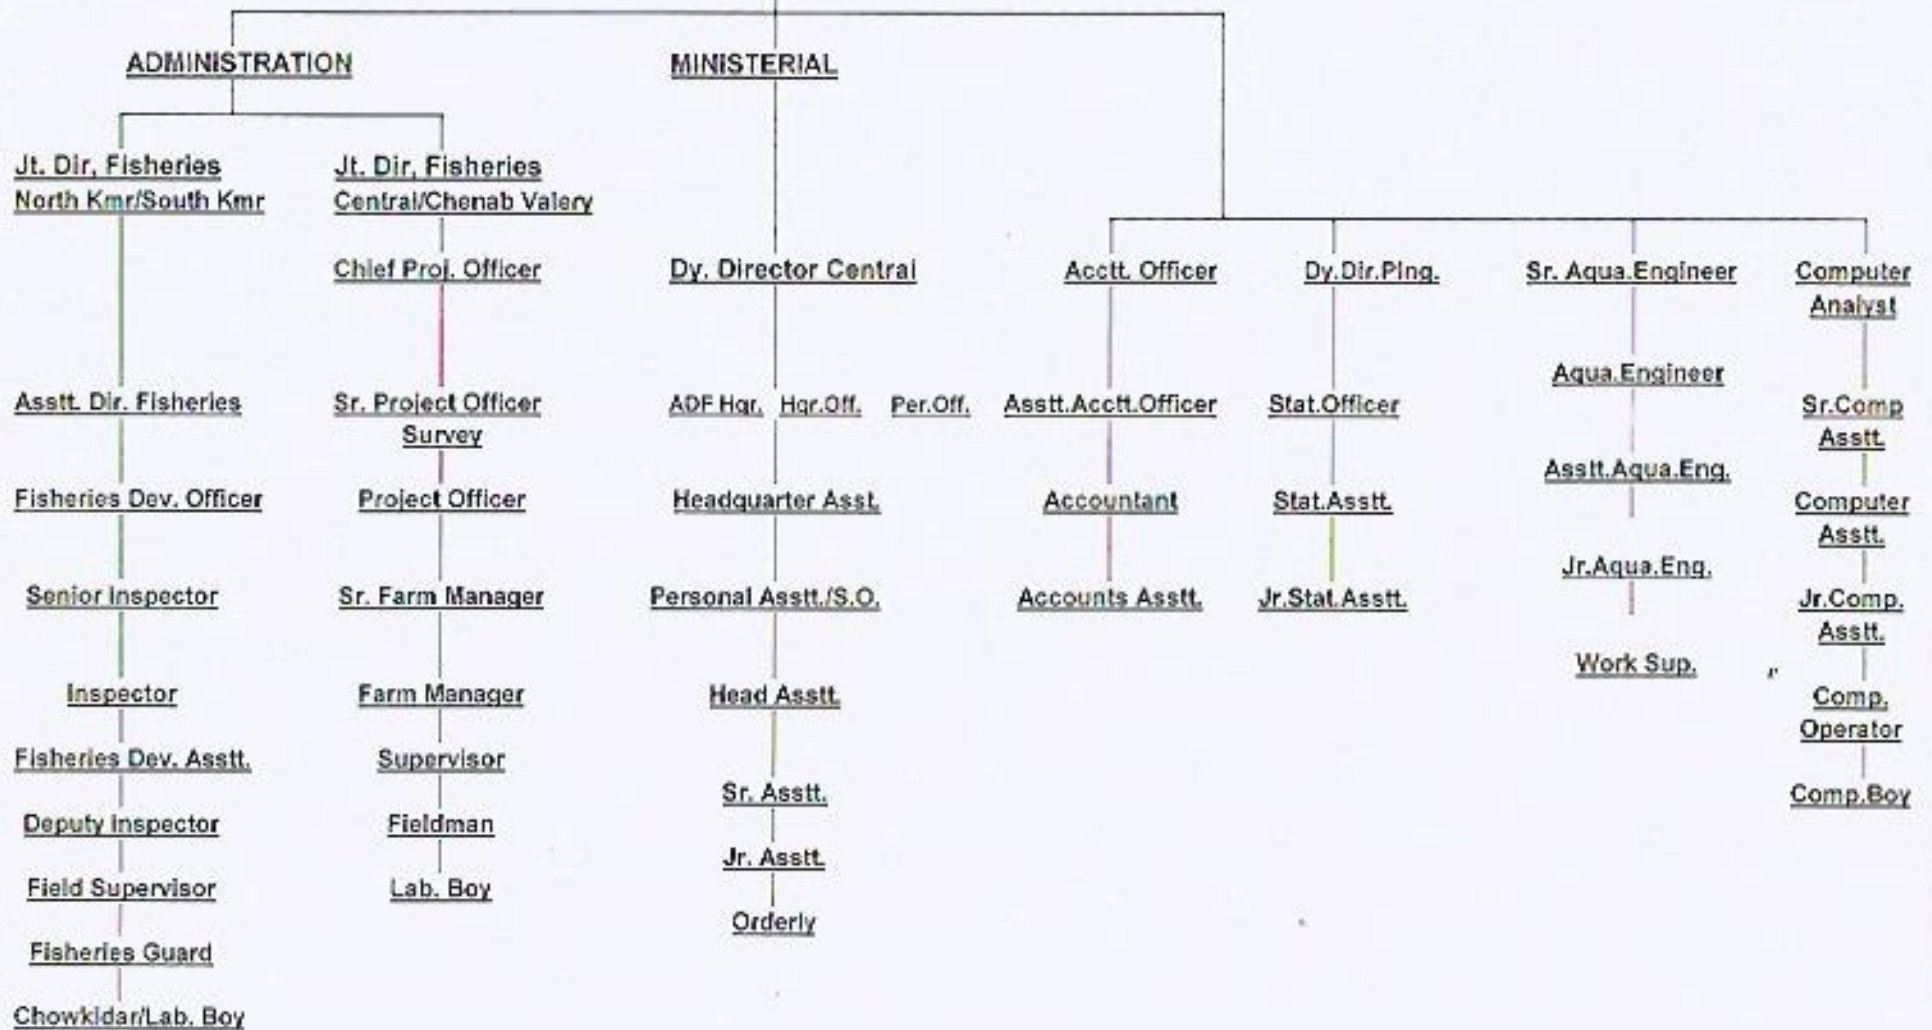 ADMINISTRATION
MINISTERIAL
Jt. Dir, Fisheries
North Kmr/South Kmr
Asstt. Dir. Fisheries
Fisheries Dev. Officer
Senior Inspector
Inspector
Fisheries Dev. Asstt.
Deputy Inspector
Field Supervisor
Fisheries Guard
Chowkidar/Lab. Boy
Jt. Dir, Fisheries
Central/Chenab Valery
Chief Proj. Officer
Sr. Project Officer
Survey
Project Officer
Sr. Farm Manager
Farm Manager
Supervisor
Fieldman
Lab. Boy
Dy. Director Central
ADF Hqr. Hqr.Off. Per.Off.
Headquarter Asst.
Personal Asstt./S.O.
Head Asstt.
Sr. Asstt.
Jr. Asstt.
Orderly
Acctt. Officer
Asstt.Acctt.Officer
Accountant
Accounts Asstt.
Dy.Dir.Plng.
Stat.Officer
Stat.Asstt.
Jr.Stat.Asstt.
Sr. Aqua.Engineer
Aqua.Engineer
Asstt.Aqua.Eng.
Jr.Aqua.Eng.
Work Sup.
Computer
Analyst
Sr.Comp
Asstt.
Computer
Asstt.
Jr.Comp.
Asstt.
Comp.
Operator
Comp.Boy